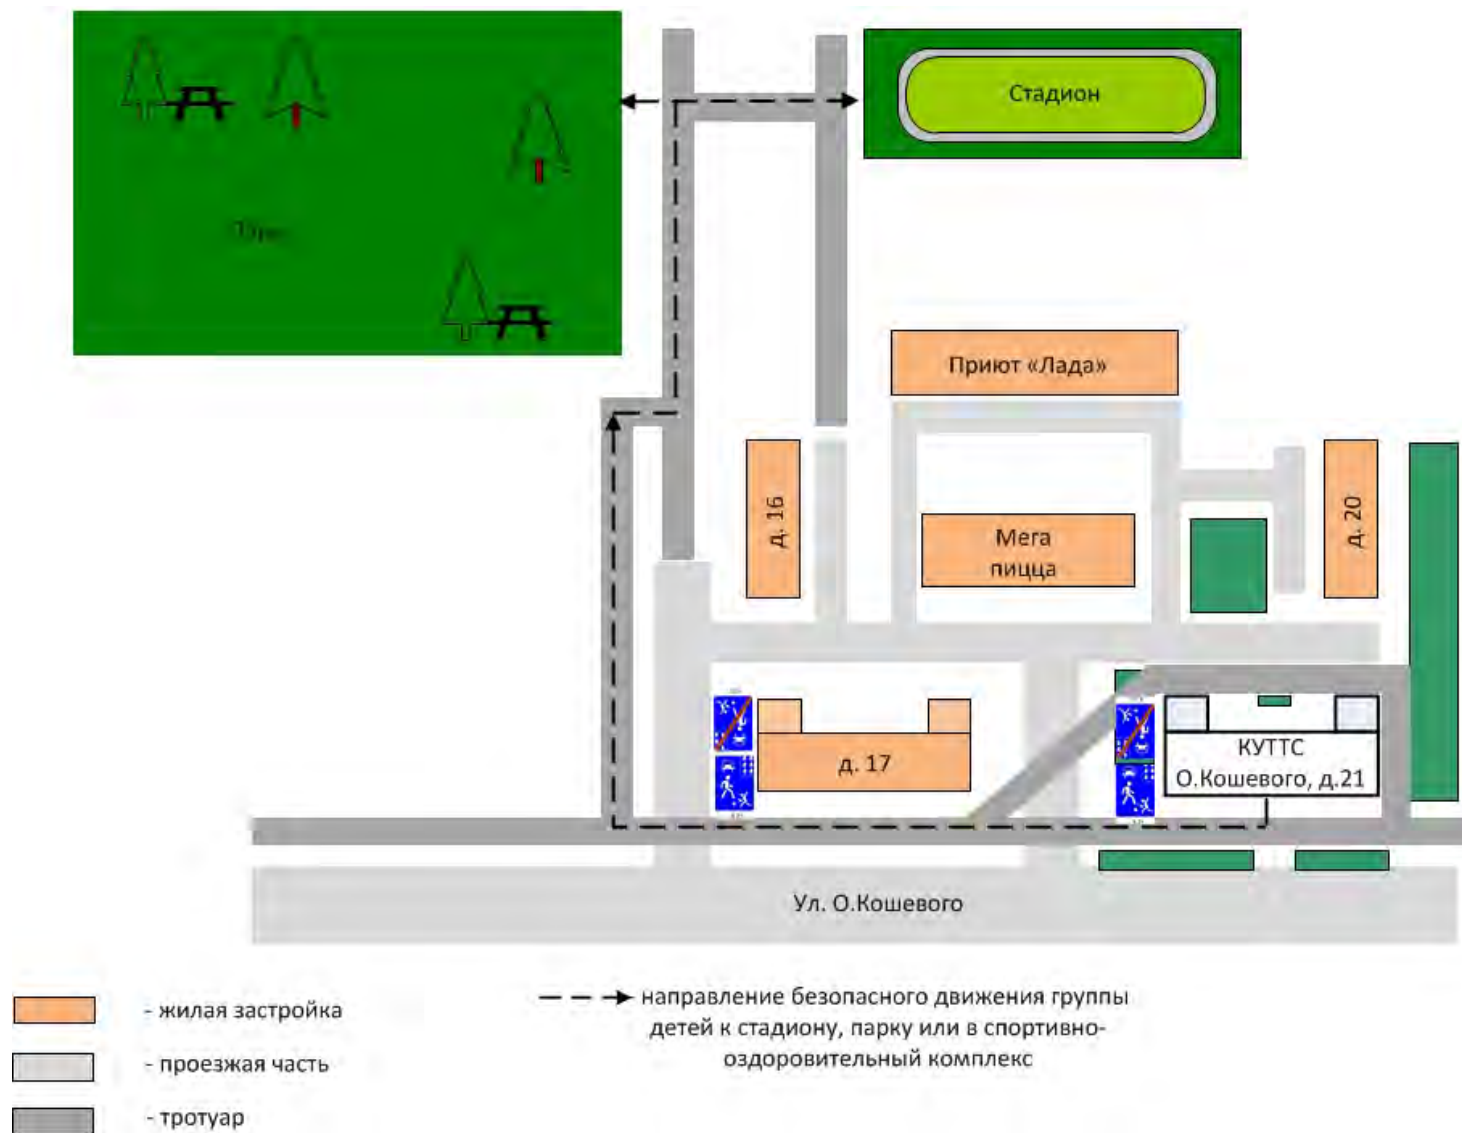 Стадион
Приют «Лада»
д. 16
Мега
пицца
д. 20
д. 17
КУТТС
О.Кошевого, д.21
Ул. О.Кошевого
- жилая застройка
- проезжая часть
- тротуар
направление безопасного движения группы
детей к стадиону, парку или в спортивно-
оздоровительный комплекс